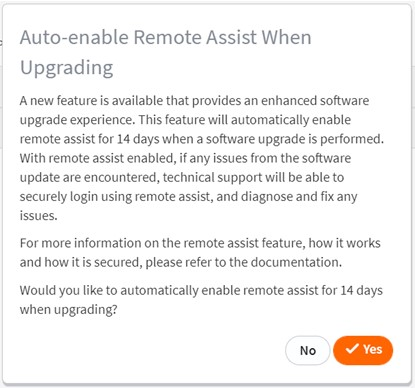 Auto-enable Remote Assist When
Upgrading
A new feature is available that provides an enhanced software
upgrade experience. This feature will automatically enable
remote assist for 14 days when a software upgrade is performed.
With remote assist enabled, if any issues from the software
update are encountered, technical support will be able to
securely login using remote assist, and diagnose and fix any
issues.
For more information on the remote assist feature, how it works
and how it is secured, please refer to the documentation.
Would you like to automatically enable remote assist for 14 days
when upgrading?
No
Yes